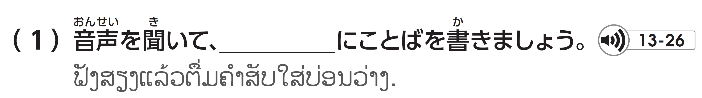 (1) 音声を聞いて、＿＿＿＿＿にことばを書きましょう。 13-26
ຟັງສຽງແລ້ວຕື່ມຄຳສັບໃສ່ບ່ອນວ່າງ.